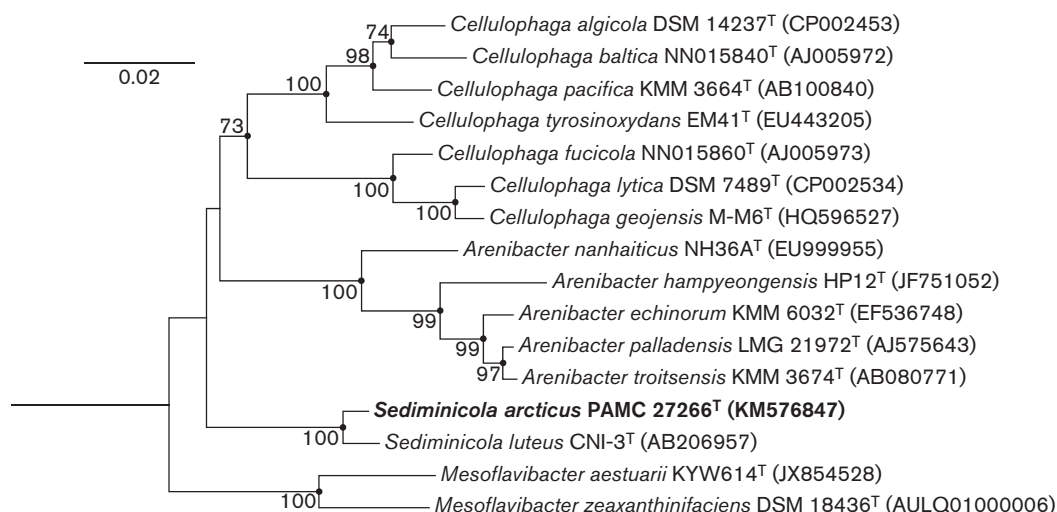 Cellulophaga algicola DSM 14237ᵀ (CP002453)
74
Cellulophaga baltica NN015840ᵀ (AJ005972)
98
0.02
100
Cellulophaga pacifica KMM 3664ᵀ (AB100840)
Cellulophaga tyrosinoxydans EM41ᵀ (EU443205)
73
Cellulophaga fucicola NN015860ᵀ (AJ005973)
100
Cellulophaga lytica DSM 7489ᵀ (CP002534)
100
Cellulophaga geojensis M-M6ᵀ (HQ596527)
Arenibacter nanhaiticus NH36Aᵀ (EU999955)
100
Arenibacter hampyeongensis HP12ᵀ (JF751052)
99
Arenibacter echinorum KMM 6032ᵀ (EF536748)
99
Arenibacter palladensis LMG 21972ᵀ (AJ575643)
97
Arenibacter troitsensis KMM 3674ᵀ (AB080771)
Sediminicola arcticus PAMC 27266ᵀ (KM576847)
100
Sediminicola luteus CNI-3ᵀ (AB206957)
Mesoflavibacter aestuarii KYW614ᵀ (JX854528)
100
Mesoflavibacter zeaxanthinifaciens DSM 18436ᵀ (AULQ01000006)